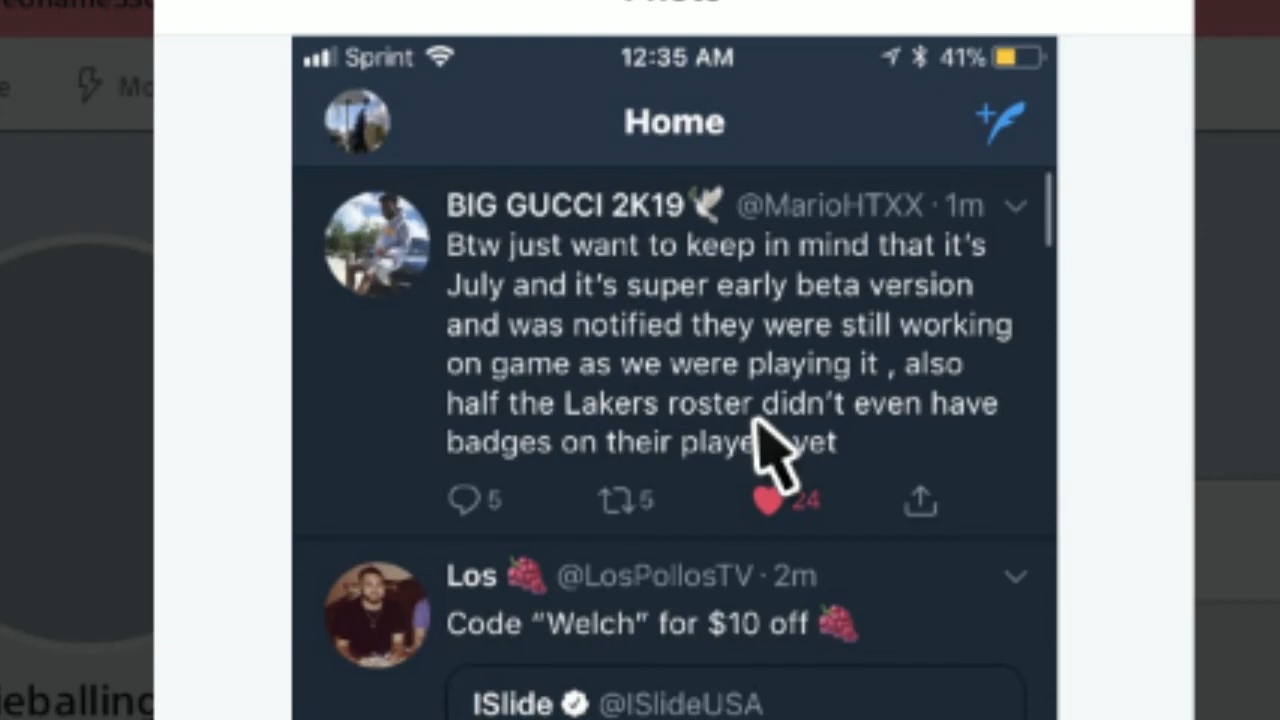 Sprint 12:35 AM 41%
Home
BIG GUCCI 2K19 @MarioHTXX · 1m
Btw just want to keep in mind that it's
July and it's super early beta version
and was notified they were still working
on game as we were playing it , also
half the Lakers roster didn't even have
badges on their yet
5 5 24
Los @LosPollosTV · 2m
Code “Welch” for $10 off
ISlide @ISlideUSA